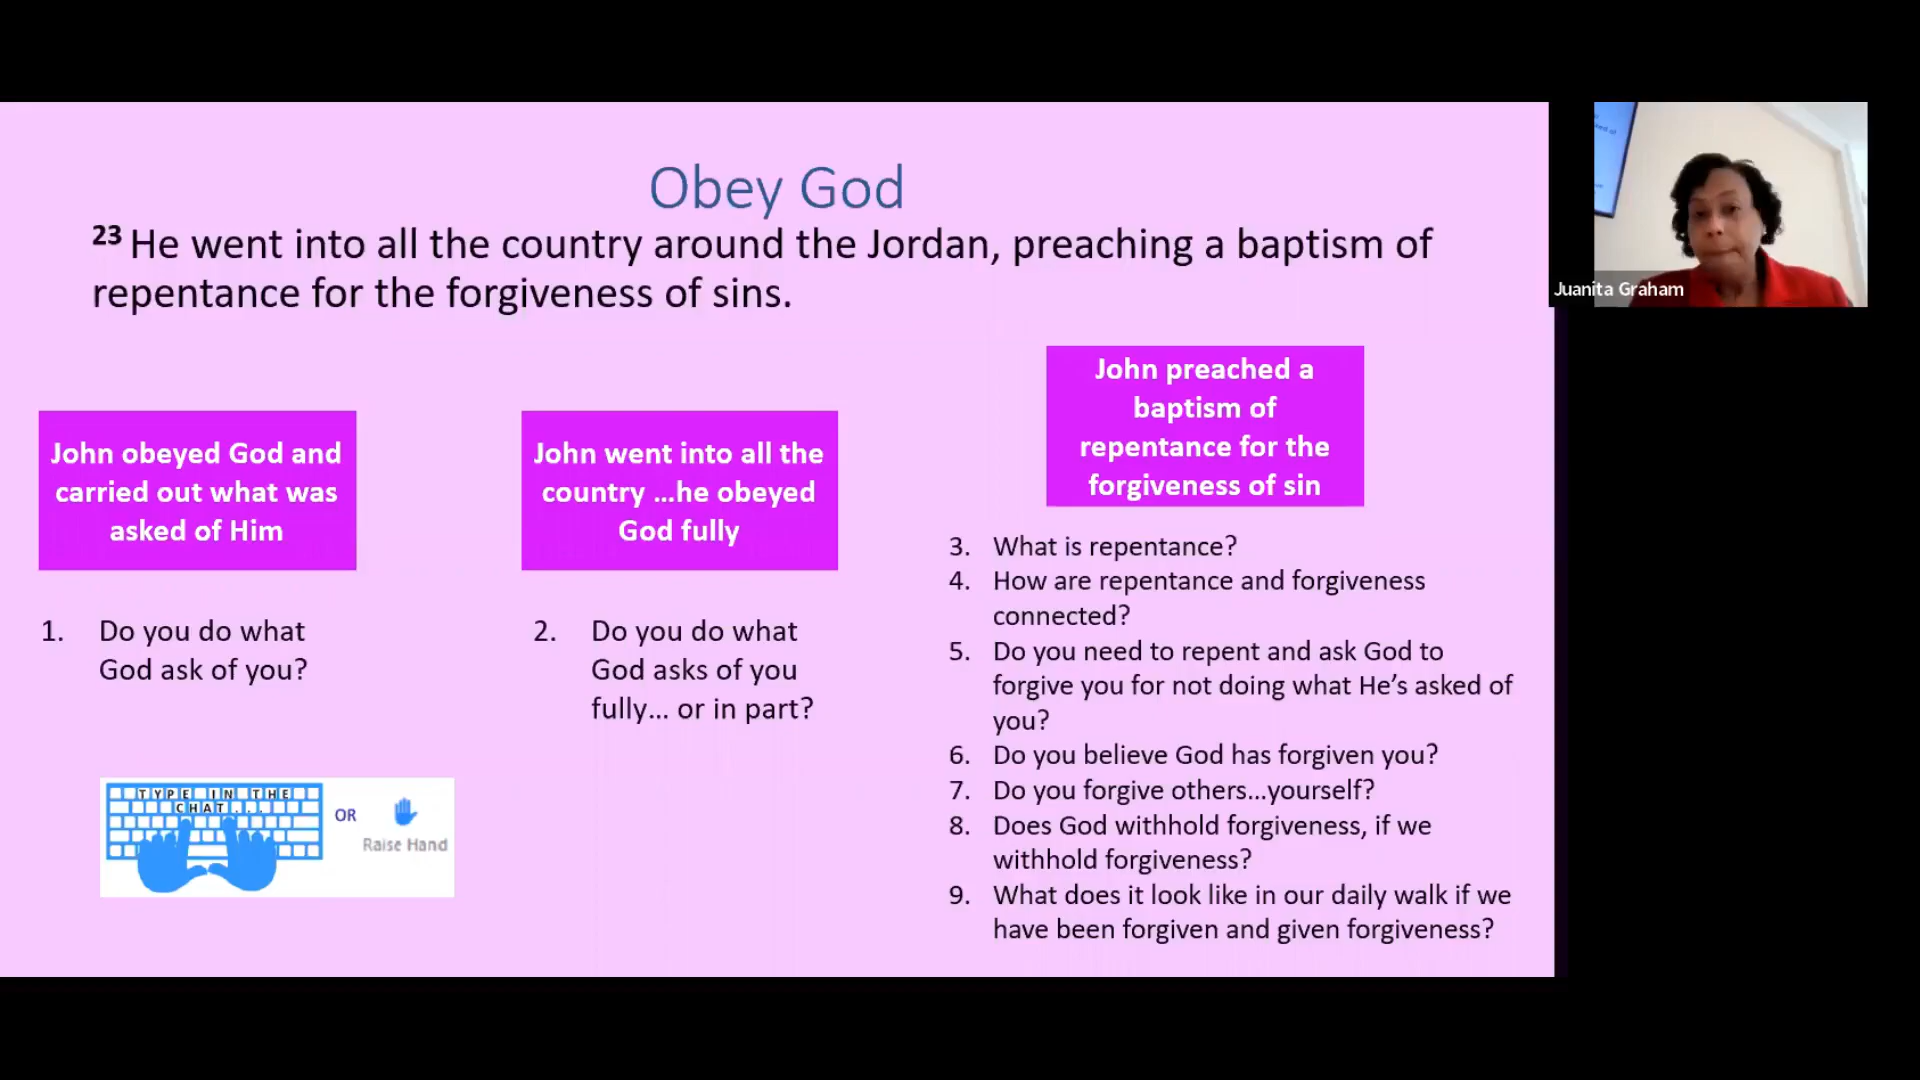 Obey God
23 He went into all the country around the Jordan, preaching a baptism of
repentance for the forgiveness of sins.
John obeyed God and
carried out what was
asked of Him
1. Do you do what
God ask of you?
TYPE IN THE
CHAT...
OR
Raise Hand
John went into all the
country ...he obeyed
God fully
2. Do you do what
God asks of you
fully... or in part?
John preached a
baptism of
repentance for the
forgiveness of sin
3. What is repentance?
4. How are repentance and forgiveness
connected?
5. Do you need to repent and ask God to
forgive you for not doing what He’s asked of
you?
6. Do you believe God has forgiven you?
7. Do you forgive others...yourself?
8. Does God withhold forgiveness, if we
withhold forgiveness?
9. What does it look like in our daily walk if we
have been forgiven and given forgiveness?
Juanita Graham